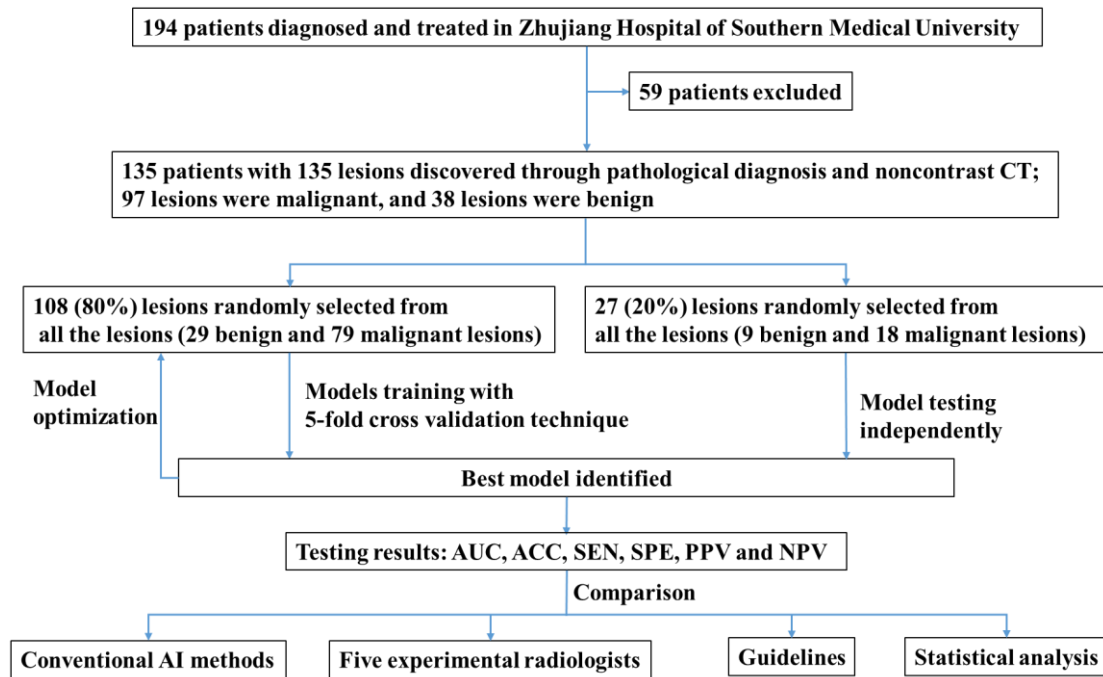 194 patients diagnosed and treated in Zhujiang Hospital of Southern Medical University
59 patients excluded
135 patients with 135 lesions discovered through pathological diagnosis and noncontrast CT;
97 lesions were malignant, and 38 lesions were benign
108 (80%) lesions randomly selected from
all the lesions (29 benign and 79 malignant lesions)
27 (20%) lesions randomly selected from
all the lesions (9 benign and 18 malignant lesions)
Model
optimization
Models training with
5-fold cross validation technique
Model testing
independently
Best model identified
Testing results: AUC, ACC, SEN, SPE, PPV and NPV
Comparison
Conventional AI methods
Five experimental radiologists
Guidelines
Statistical analysis